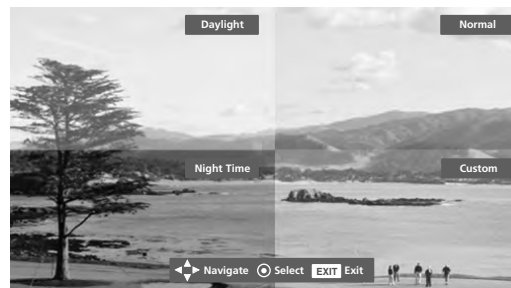 Daylight
Normal
Night Time
Custom
Navigate Select EXIT Exit